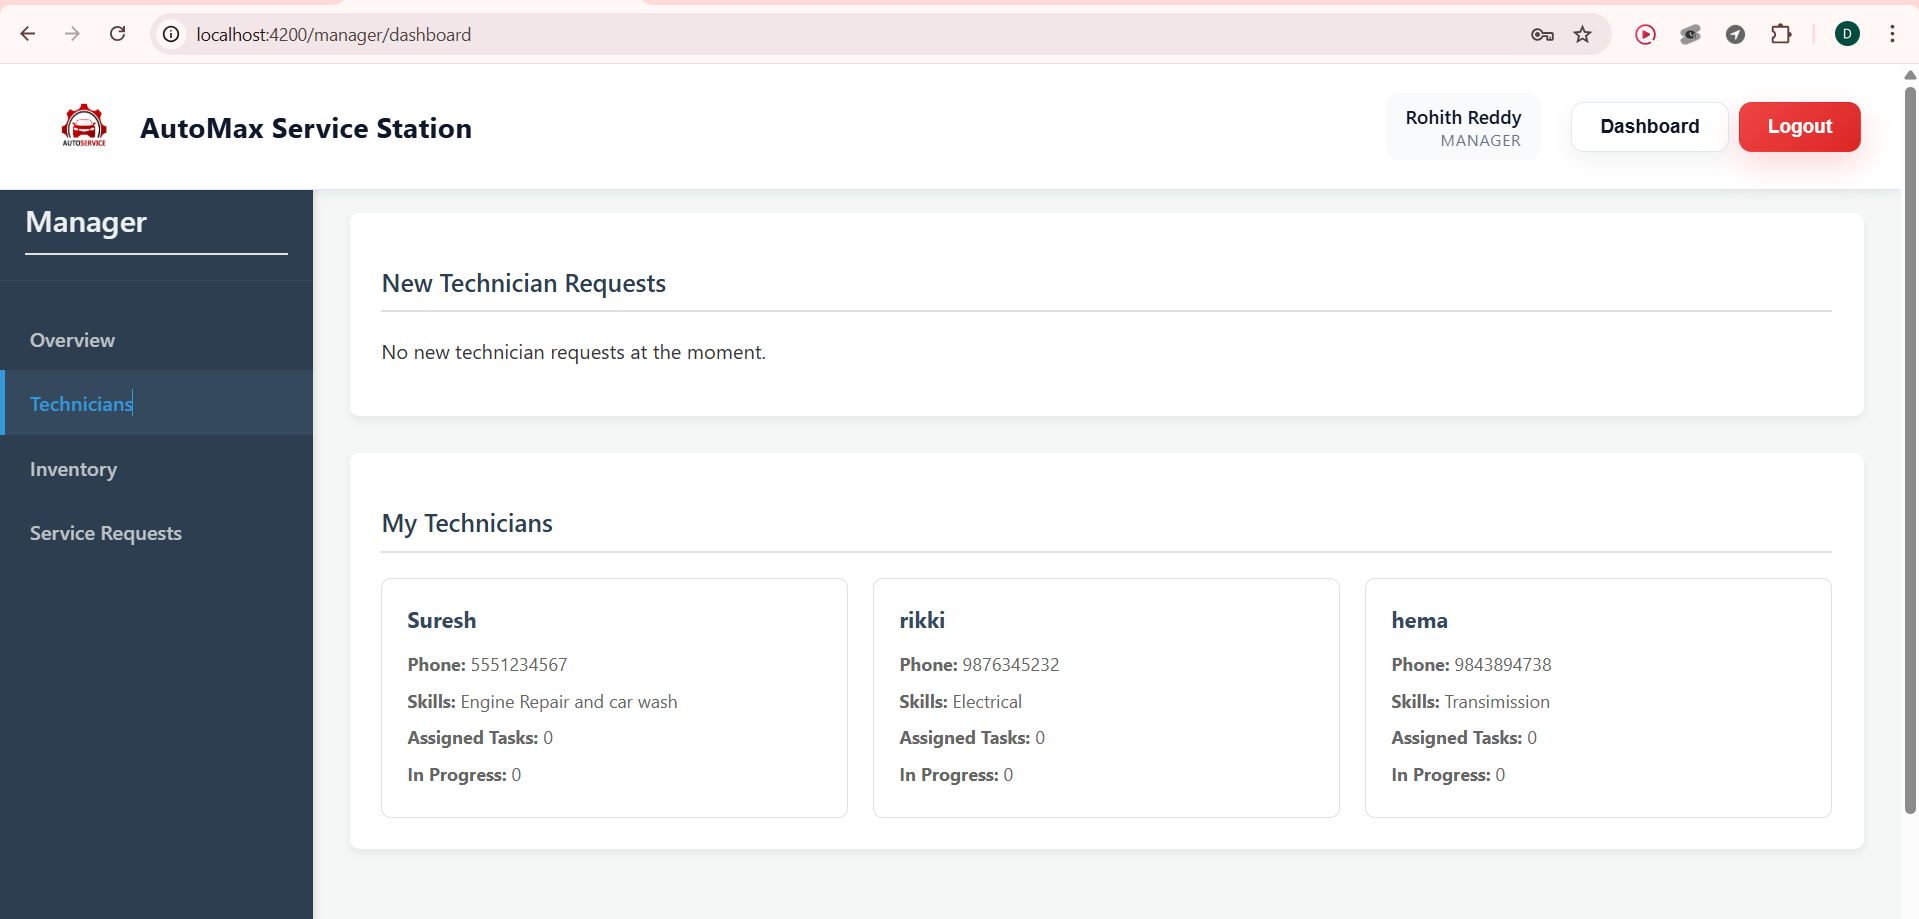 localhost:4200/manager/dashboard
D
AUTOSERVICE
AutoMax Service Station
Rohith Reddy
MANAGER
Dashboard
Logout
Manager
Overview
Technicians
Inventory
Service Requests
New Technician Requests
No new technician requests at the moment.
My Technicians
Suresh
Phone: 5551234567
Skills: Engine Repair and car wash
Assigned Tasks: 0
In Progress: 0
rikki
Phone: 9876345232
Skills: Electrical
Assigned Tasks: 0
In Progress: 0
hema
Phone: 9843894738
Skills: Transimission
Assigned Tasks: 0
In Progress: 0